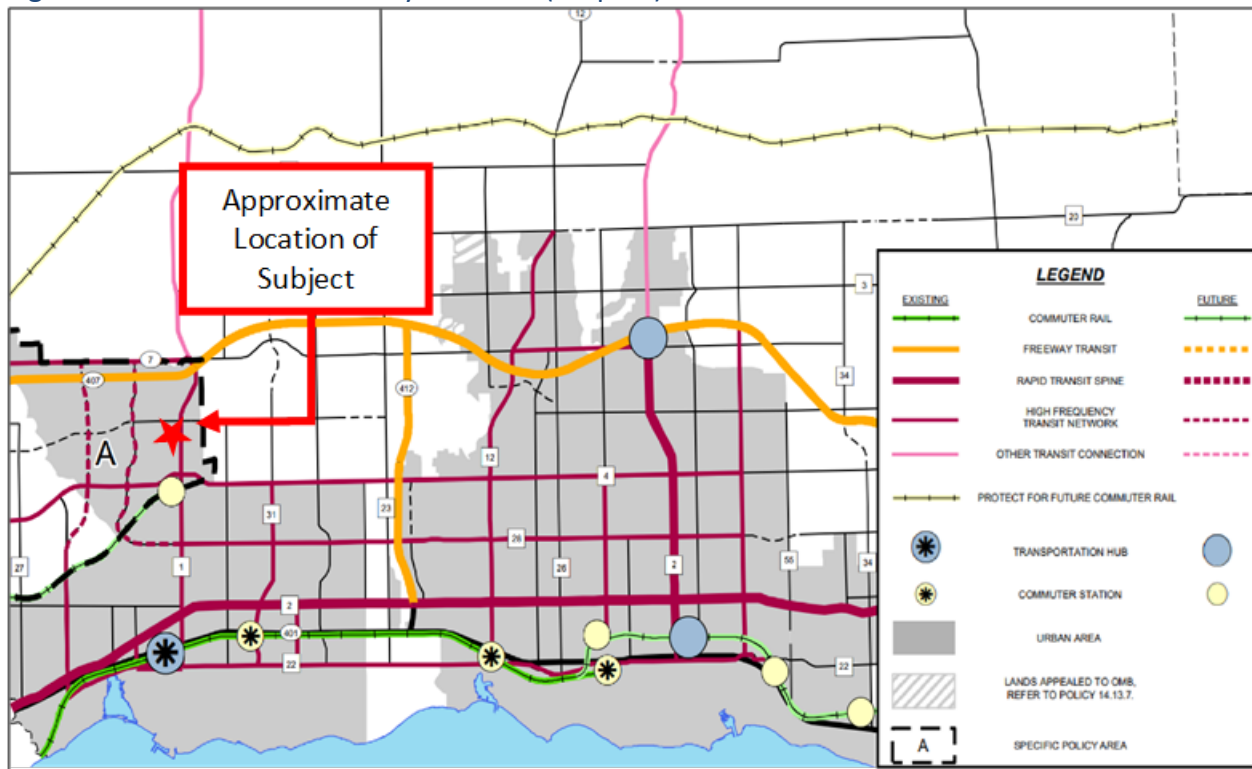 12
Approximate
Location of
Subject
20
3
7
407
412
34
A
12
4
23
31
28
27
1
26
2
55
34
2
401
22
22
LEGEND
EXISTING
FUTURE
COMMUTER RAIL
FREEWAY TRANSIT
RAPID TRANSIT SPINE
HIGH FREQUENCY
TRANSIT NETWORK
OTHER TRANSIT CONNECTION
PROTECT FOR FUTURE COMMUTER RAIL
TRANSPORTATION HUB
COMMUTER STATION
URBAN AREA
LANDS APPEALED TO OMB,
REFER TO POLICY 14.13.7.
A
SPECIFIC POLICY AREA